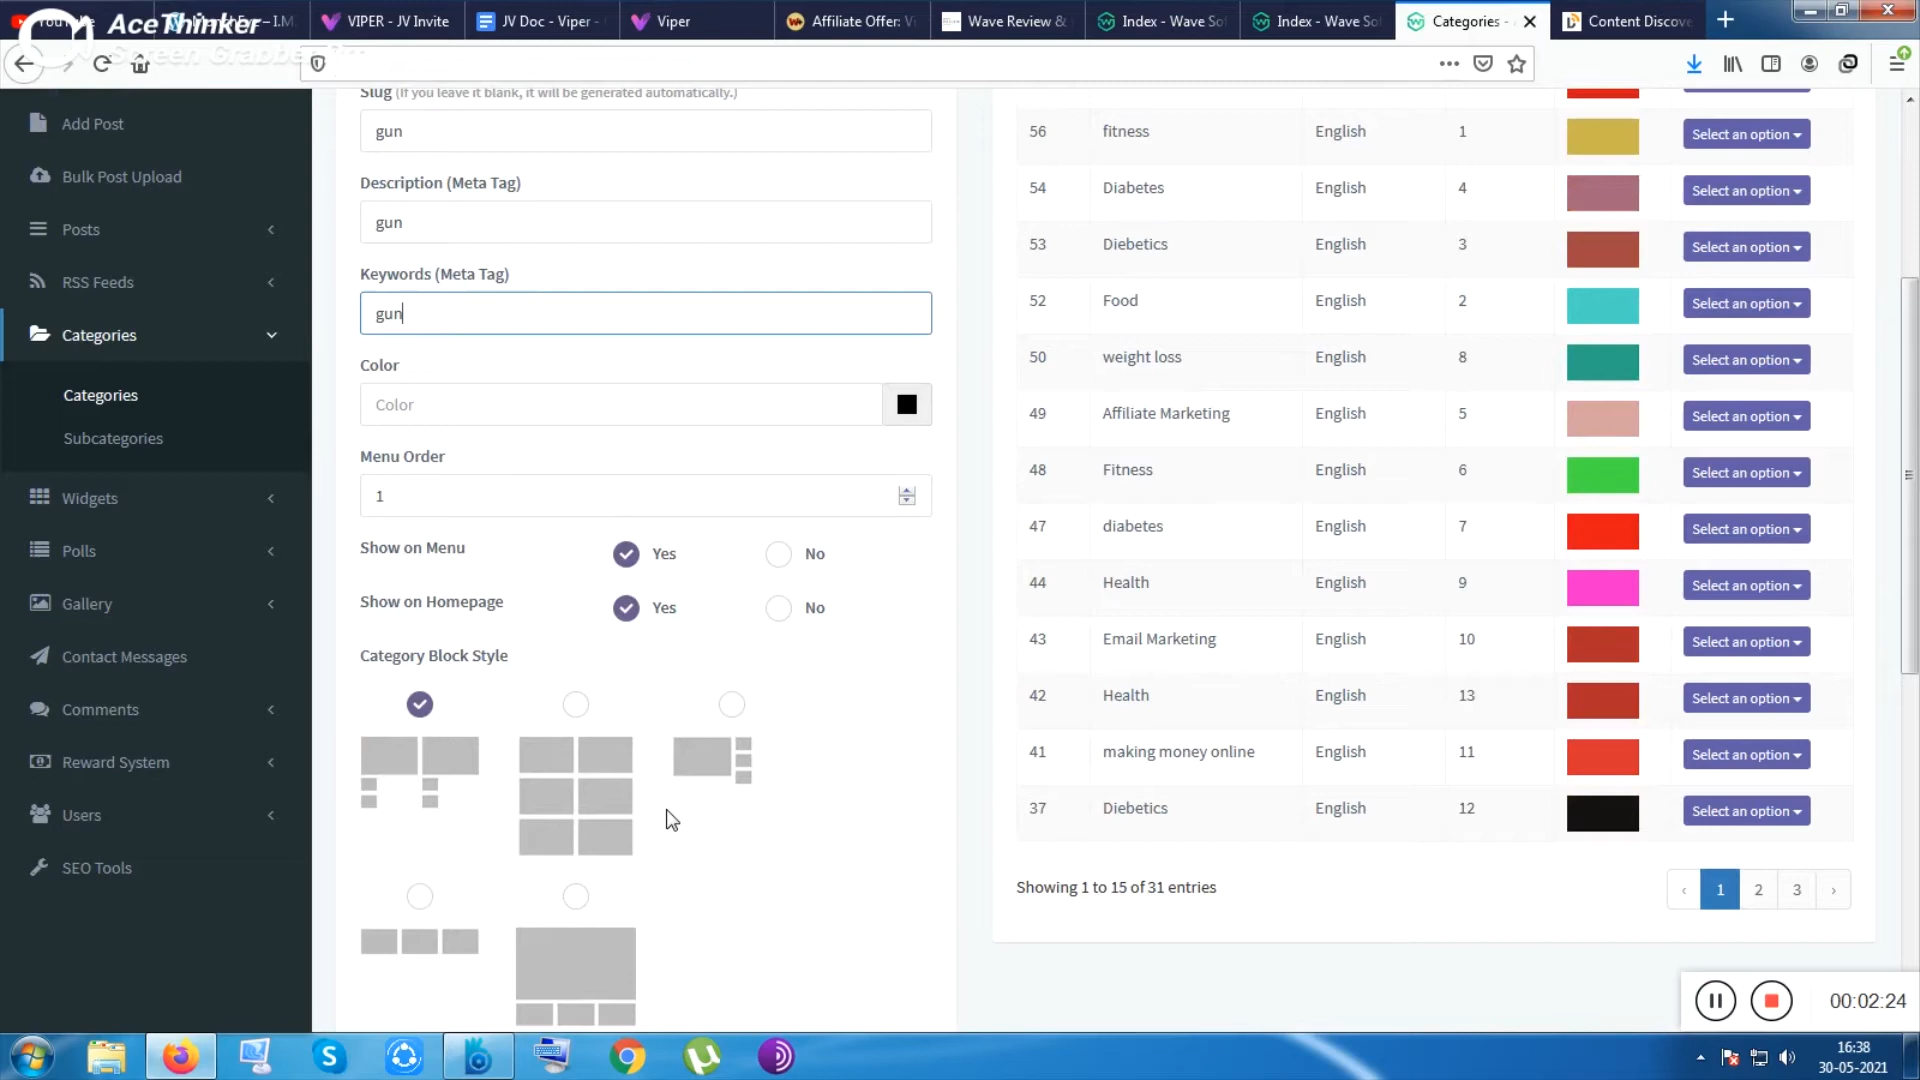 AceThinker
Screen Grabber Pro
VIPER - JV Invite
JV Doc - Viper -
Viper
Affiliate Offer: V
Wave Review &
Index - Wave So
Index - Wave So
Categories -
Content Discov
Add Post
Bulk Post Upload
Posts
RSS Feeds
Categories
Categories
Subcategories
Widgets
Polls
Gallery
Contact Messages
Comments
Reward System
Users
SEO Tools
Slug (If you leave it blank, it will be generated automatically.)
gun
Description (Meta Tag)
gun
Keywords (Meta Tag)
gun
Color
Color
Menu Order
1
Show on Menu
Yes
No
Show on Homepage
Yes
No
Category Block Style
56 fitness English 1 Select an option
54 Diabetes English 4 Select an option
53 Diebetics English 3 Select an option
52 Food English 2 Select an option
50 weight loss English 8 Select an option
49 Affiliate Marketing English 5 Select an option
48 Fitness English 6 Select an option
47 diabetes English 7 Select an option
44 Health English 9 Select an option
43 Email Marketing English 10 Select an option
42 Health English 13 Select an option
41 making money online English 11 Select an option
37 Diebetics English 12 Select an option
Showing 1 to 15 of 31 entries
‹ 1 2 3 ›
00:02:24
16:38
30-05-2021